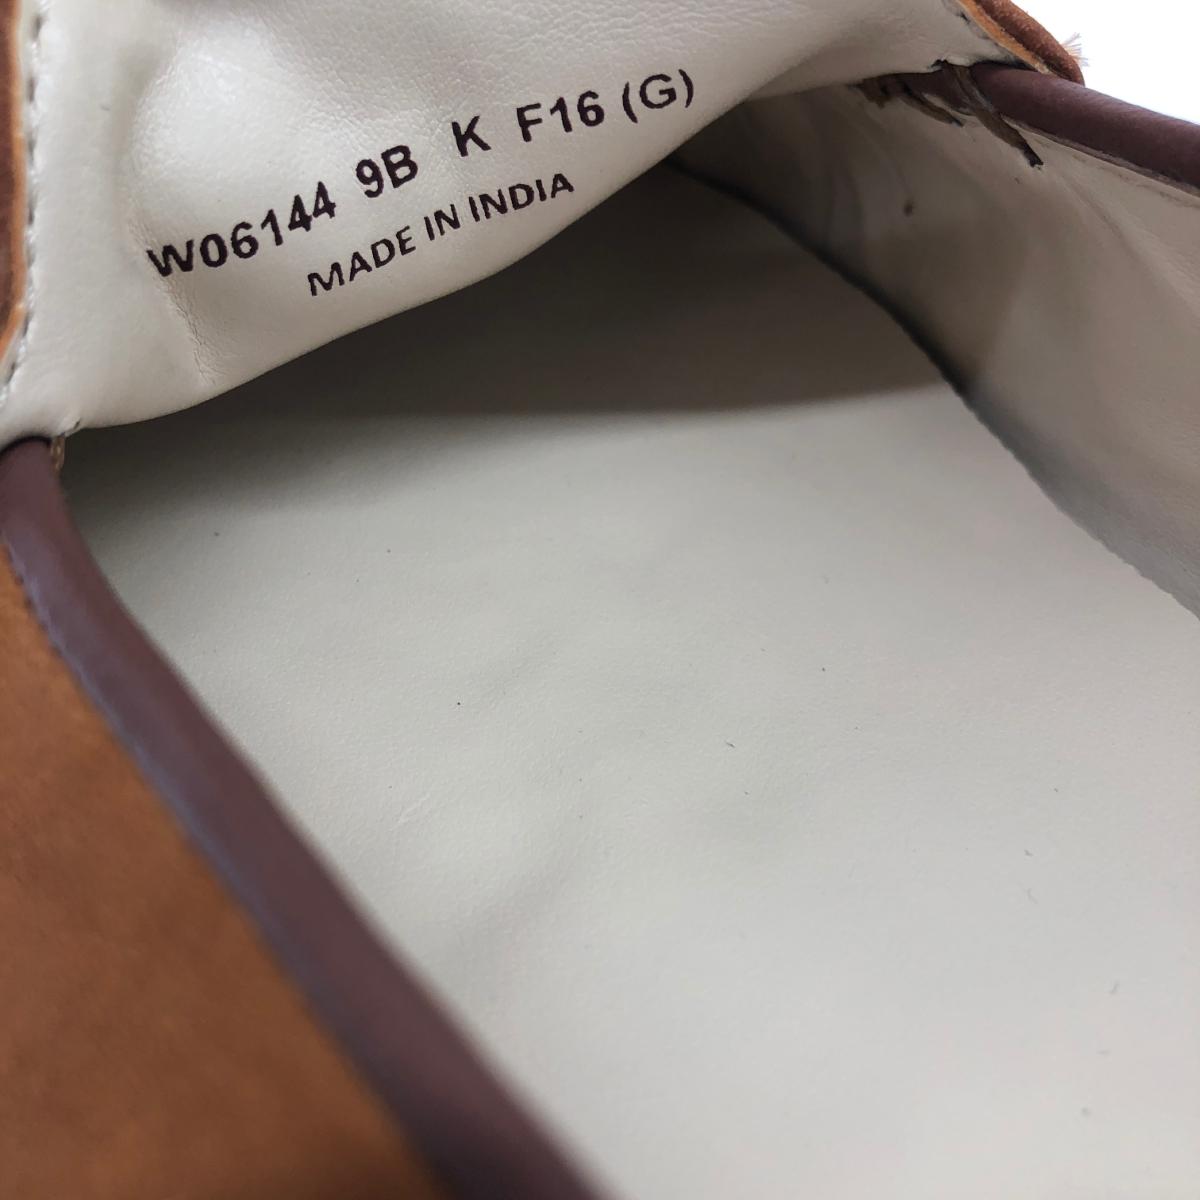 W06144 9B K F16 (G)
MADE IN INDIA